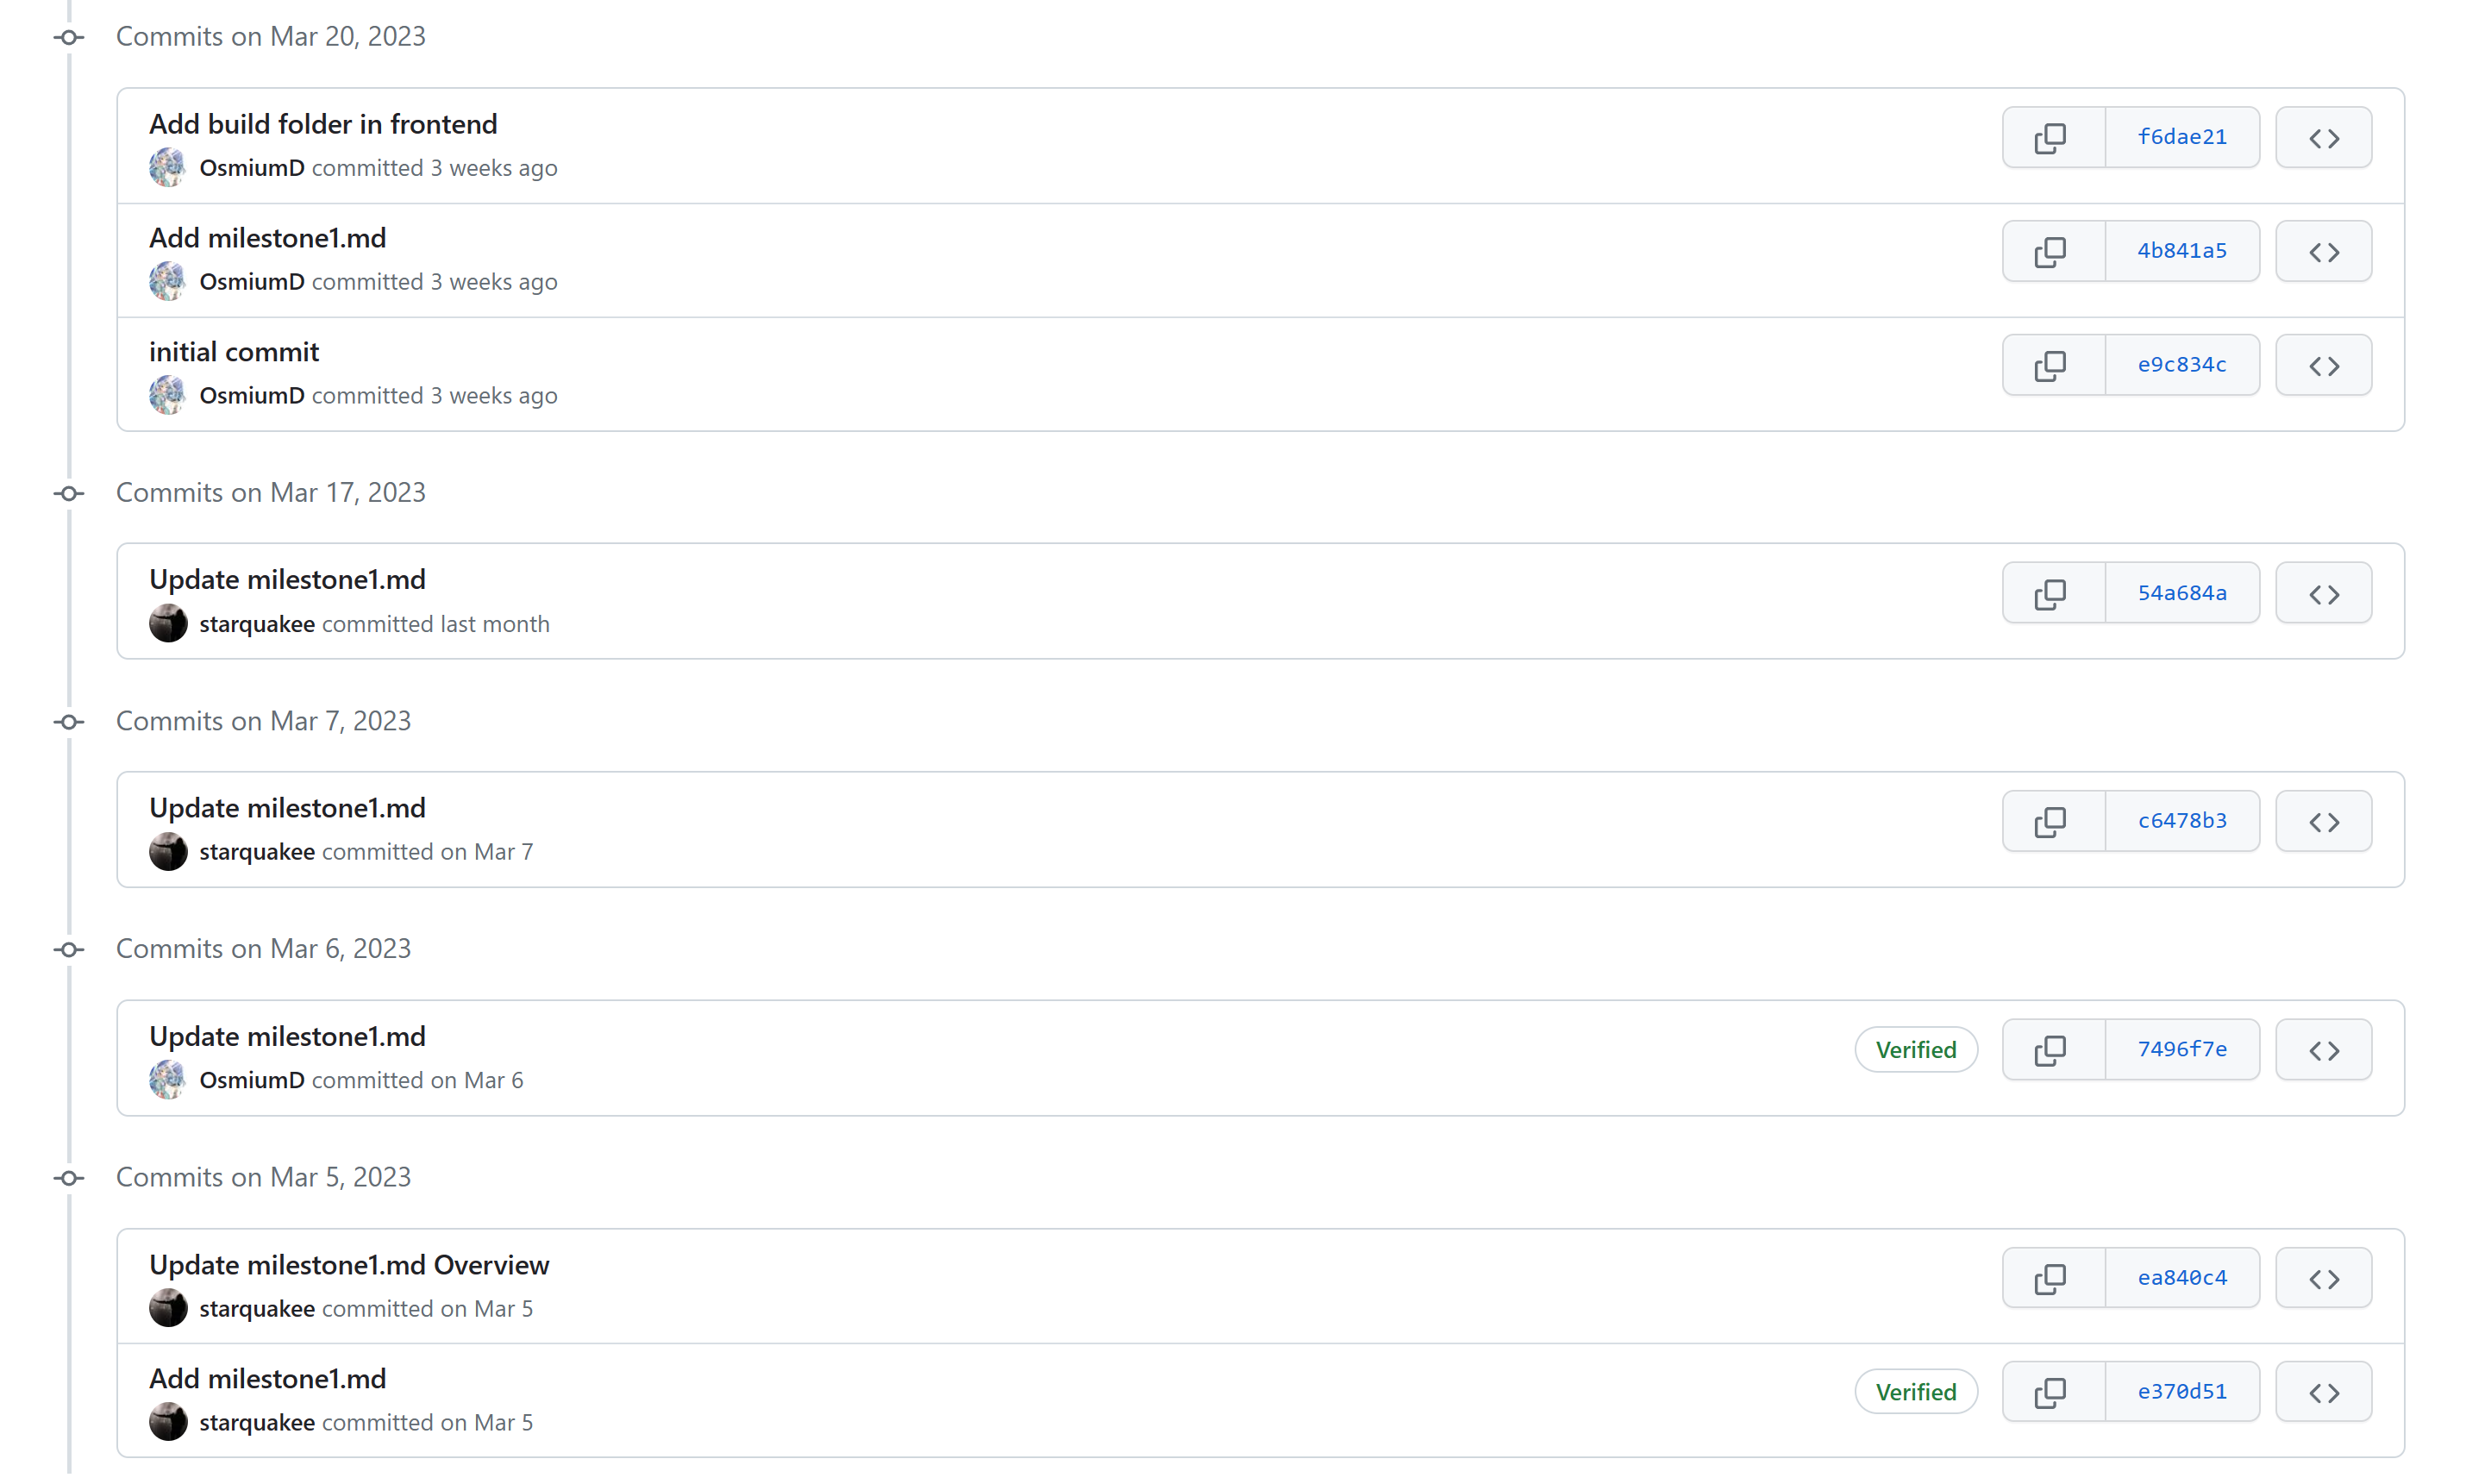 Commits on Mar 20, 2023
Add build folder in frontend
OsmiumD committed 3 weeks ago
f6dae21
Add milestone1.md
OsmiumD committed 3 weeks ago
4b841a5
initial commit
OsmiumD committed 3 weeks ago
e9c834c
Commits on Mar 17, 2023
Update milestone1.md
starquakee committed last month
54a684a
Commits on Mar 7, 2023
Update milestone1.md
starquakee committed on Mar 7
c6478b3
Commits on Mar 6, 2023
Update milestone1.md
OsmiumD committed on Mar 6
Verified
7496f7e
Commits on Mar 5, 2023
Update milestone1.md Overview
starquakee committed on Mar 5
ea840c4
Add milestone1.md
starquakee committed on Mar 5
Verified
e370d51